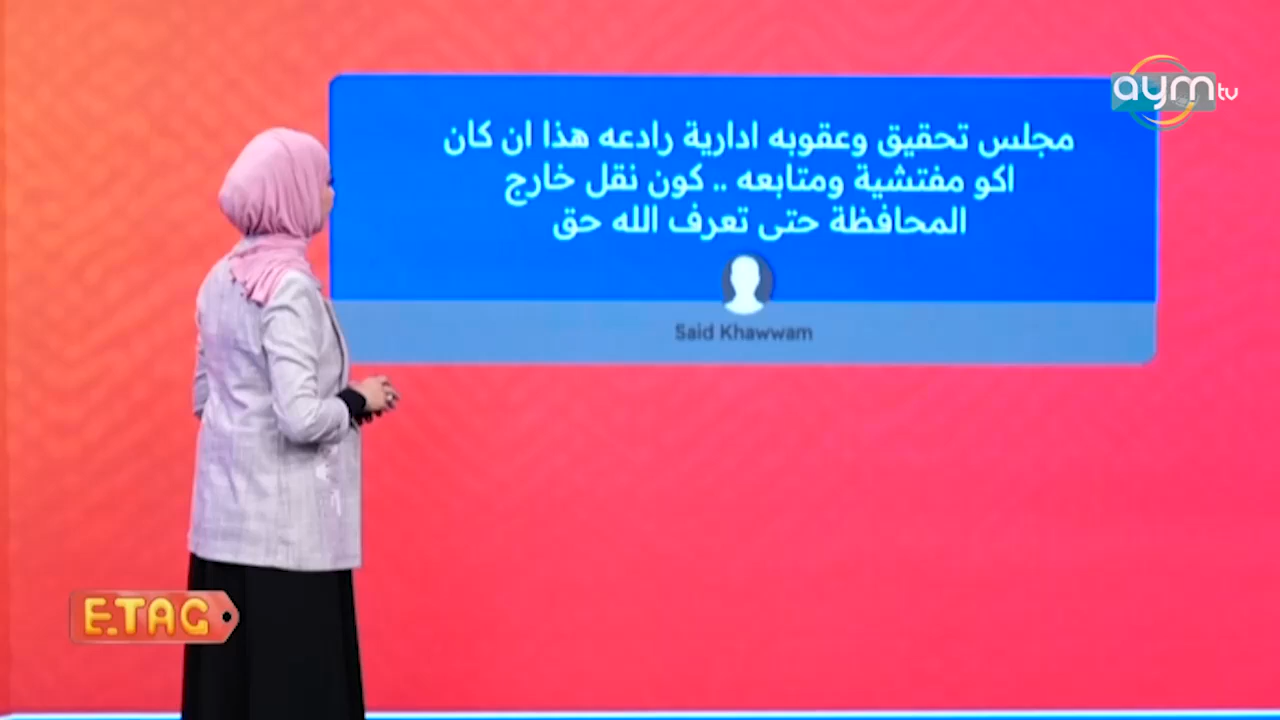 aym tv
مجلس تحقيق وعقوبه ادارية رادعه هذا ان كان
اكو مفتشية ومتابعه .. كون نقل خارج
المحافظة حتى تعرف الله حق
Said Khawwam
E.TAG